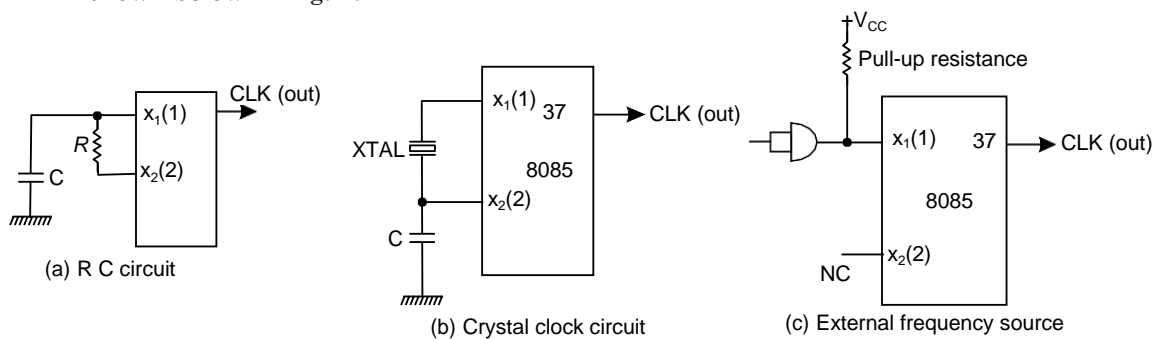 +V_CC
Pull-up resistance
CLK (out)
x₁(1)
R
x₂(2)
C
(a) R C circuit
x₁(1) 37
CLK (out)
XTAL
8085
x₂(2)
C
(b) Crystal clock circuit
x₁(1) 37
CLK (out)
8085
x₂(2)
NC
(c) External frequency source